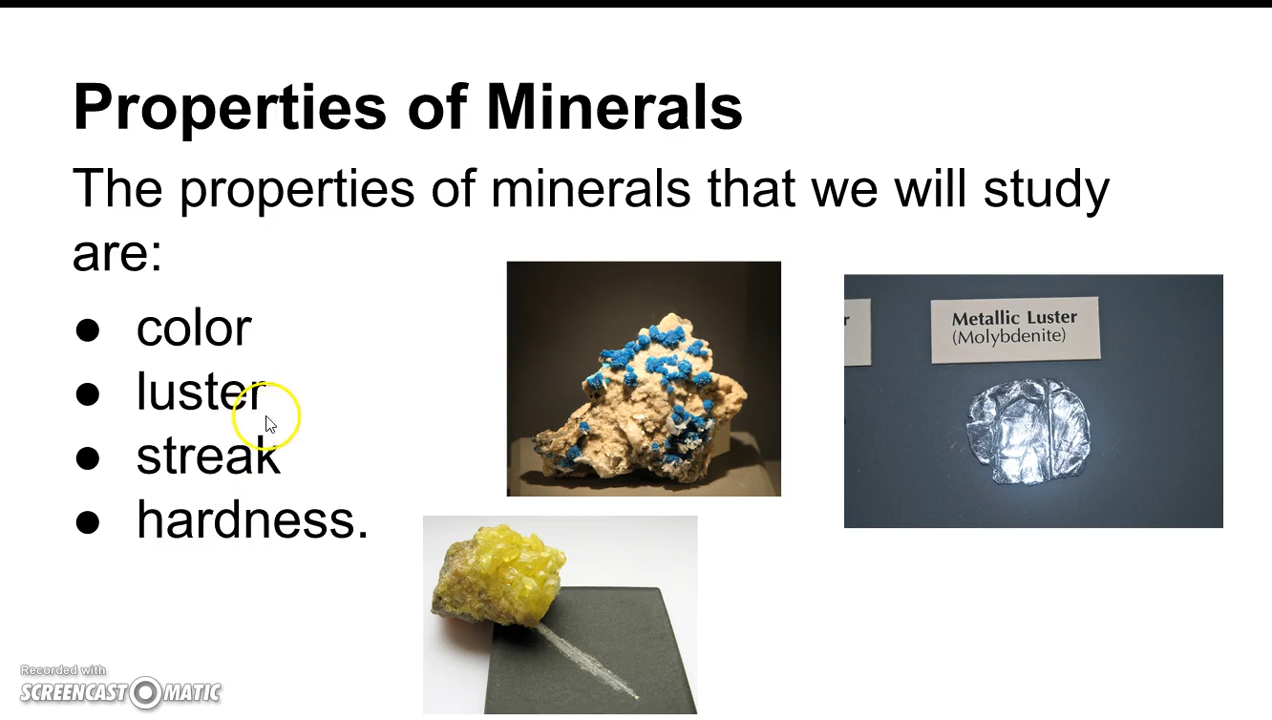 Properties of Minerals
The properties of minerals that we will study
are:
● color
● luster
● streak
● hardness.
r
Metallic Luster
(Molybdenite)
Recorded with
SCREENCAST MATIC